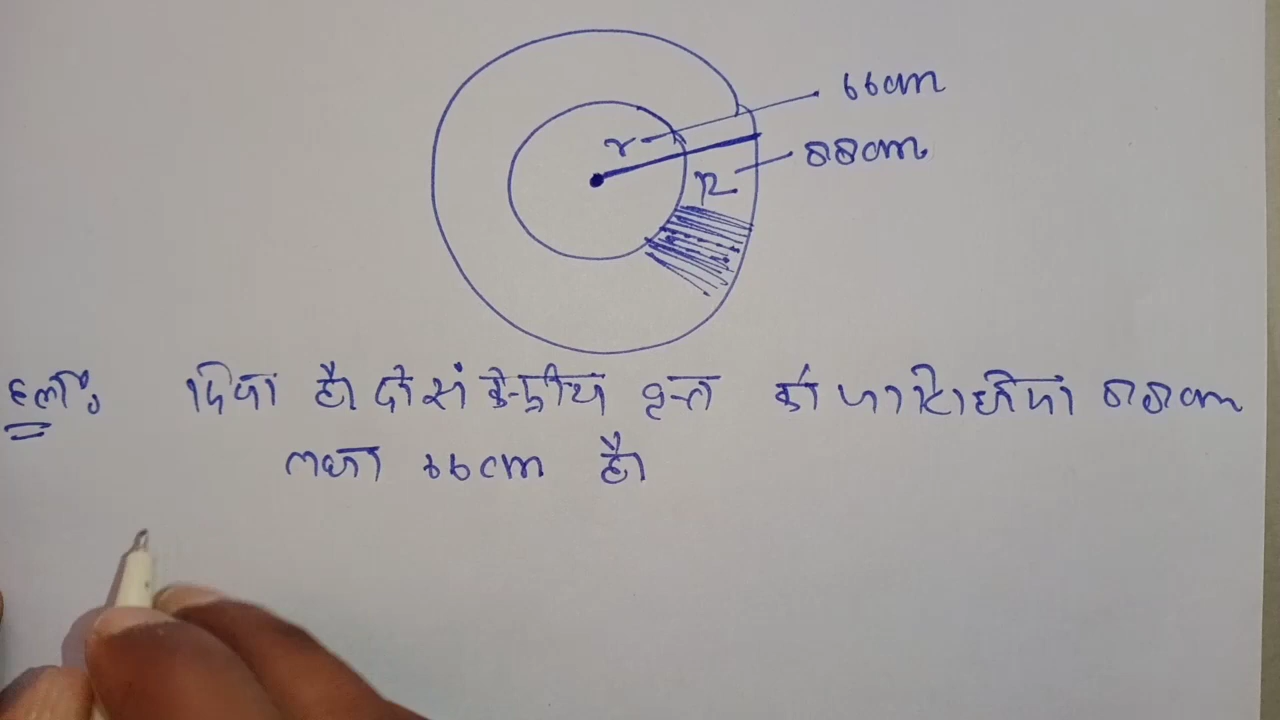 66cm
r
88cm
R
हल:
दिया है दो संकेन्द्रीय वृत्त की परिधियाँ 88cm
तथा 66cm है